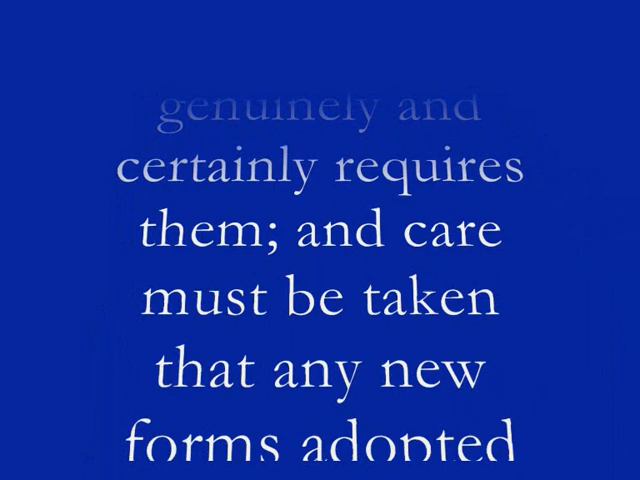 genuinely and
certainly requires
them; and care
must be taken
that any new
forms adopted